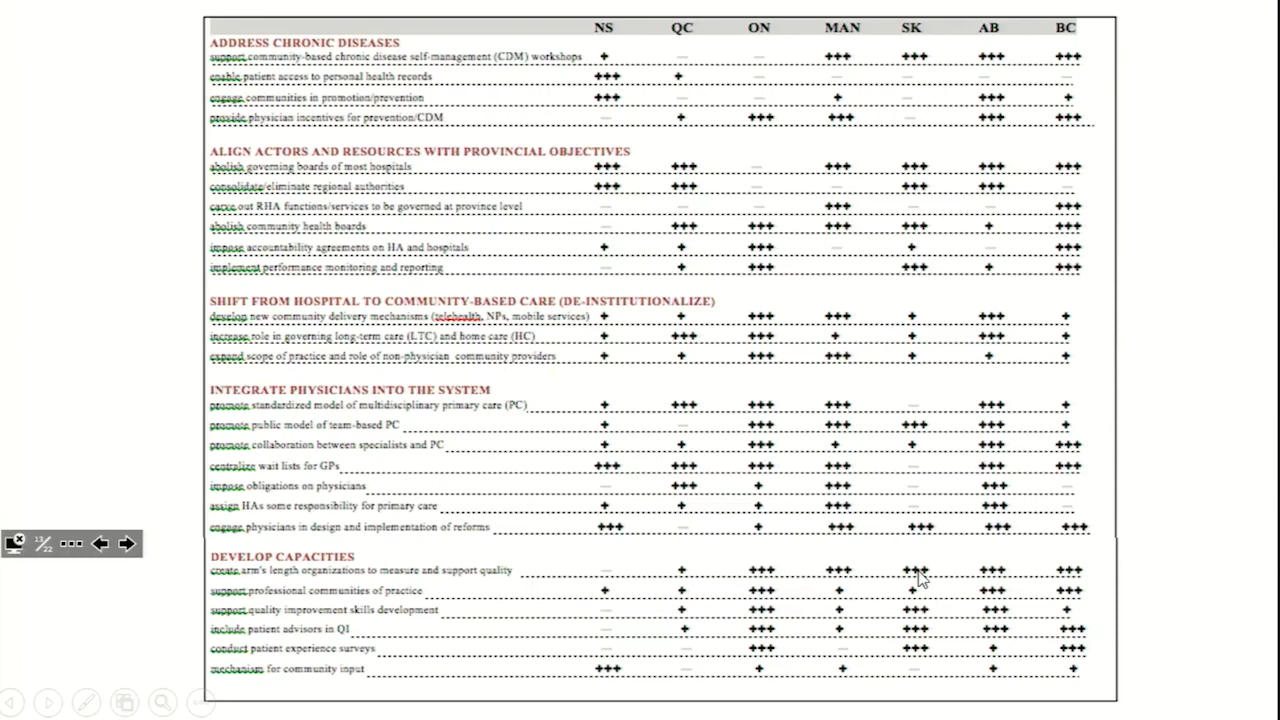 NS QC ON MAN SK AB BC
ADDRESS CHRONIC DISEASES
support community-based chronic disease self-management (CDM) workshops + — — +++ +++ +++ +++
enable patient access to personal health records +++ + — — — — —
engage communities in promotion/prevention +++ — — + — +++ +
provide physician incentives for prevention/CDM — + +++ +++ — +++ +++
ALIGN ACTORS AND RESOURCES WITH PROVINCIAL OBJECTIVES
abolish governing boards of most hospitals +++ +++ — +++ +++ +++ +++
consolidate/eliminate regional authorities +++ +++ — — +++ +++ —
carve out RHA functions/services to be governed at province level — — — +++ — — +++
abolish community health boards — +++ +++ +++ +++ + +++
impose accountability agreements on HA and hospitals + + +++ — + +++
implement performance monitoring and reporting — + +++ +++ + +++
SHIFT FROM HOSPITAL TO COMMUNITY-BASED CARE (DE-INSTITUTIONALIZE)
develop new community delivery mechanisms (telehealth, NPs, mobile services) + + +++ +++ + +++ +
increase role in governing long-term care (LTC) and home care (HC) + +++ +++ + + +++ +
expand scope of practice and role of non-physician community providers + + +++ +++ + + +
INTEGRATE PHYSICIANS INTO THE SYSTEM
promote standardized model of multidisciplinary primary care (PC) + +++ +++ +++ — +++ +
promote public model of team-based PC + — +++ +++ +++ +++ +
promote collaboration between specialists and PC + + +++ + + +++ +++
centralize wait lists for GPs +++ +++ +++ +++ — +++ +++
impose obligations on physicians — +++ + +++ — +++ —
assign HAs some responsibility for primary care + + + +++ — +++ —
engage physicians in design and implementation of reforms +++ — + +++ +++ +++ +++
DEVELOP CAPACITIES
create arm's length organizations to measure and support quality — + +++ +++ +++ +++ +++
support professional communities of practice + + +++ + + +++ +++
support quality improvement skills development — + +++ + +++ +++ +
include patient advisors in QI — + +++ + +++ +++ +++
conduct patient experience surveys — — +++ — +++ + +++
mechanism for community input +++ — + + — + +
13/22